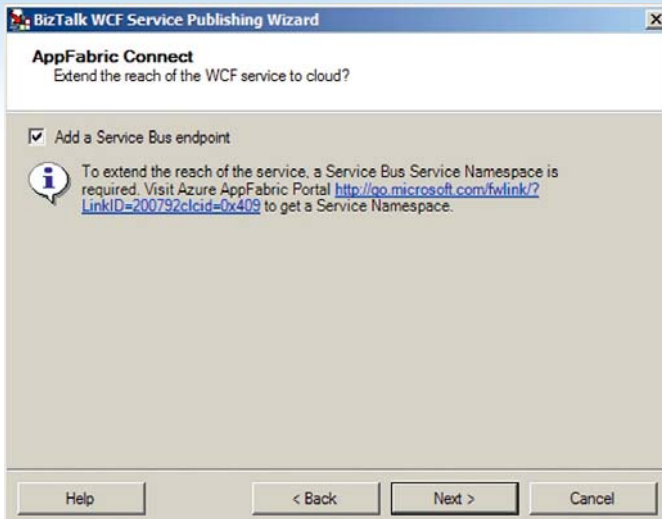 BizTalk WCF Service Publishing Wizard
AppFabric Connect
Extend the reach of the WCF service to cloud?
Add a Service Bus endpoint
To extend the reach of the service, a Service Bus Service Namespace is
required. Visit Azure AppFabric Portal http://go.microsoft.com/fwlink/?
LinkID=200792clcid=0x409 to get a Service Namespace.
Help < Back Next > Cancel